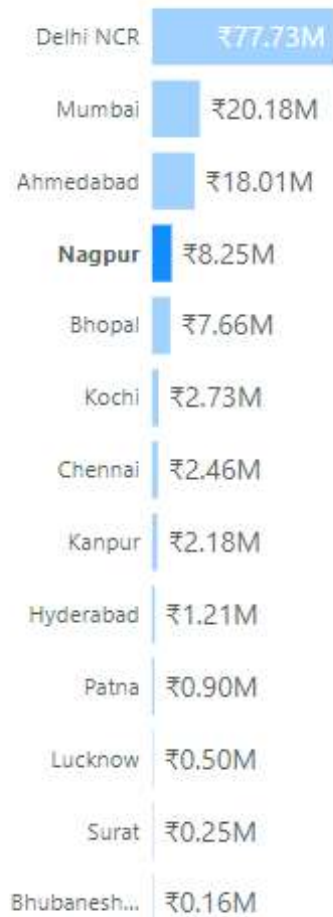 Delhi NCR ₹77.73M
Mumbai ₹20.18M
Ahmedabad ₹18.01M
Nagpur ₹8.25M
Bhopal ₹7.66M
Kochi ₹2.73M
Chennai ₹2.46M
Kanpur ₹2.18M
Hyderabad ₹1.21M
Patna ₹0.90M
Lucknow ₹0.50M
Surat ₹0.25M
Bhubanesh... ₹0.16M